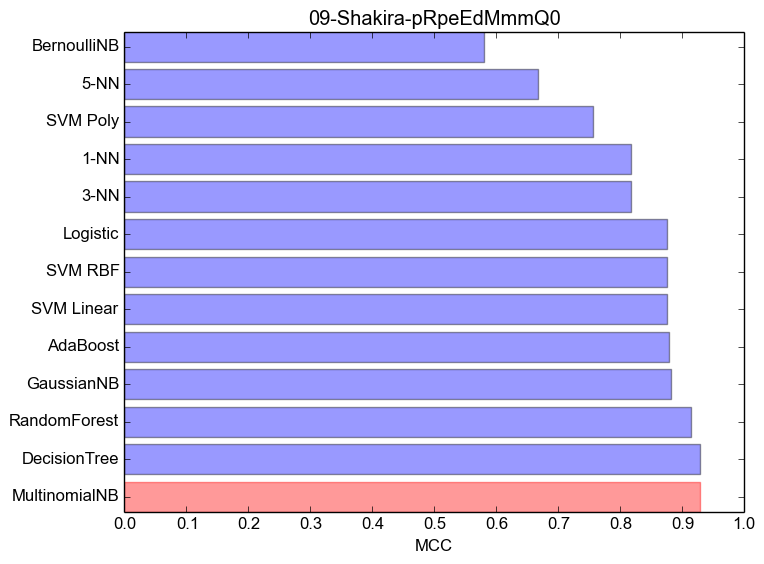 09-Shakira-pRpeEdMmmQ0
BernoulliNB
5-NN
SVM Poly
1-NN
3-NN
Logistic
SVM RBF
SVM Linear
AdaBoost
GaussianNB
RandomForest
DecisionTree
MultinomialNB
0.0 0.1 0.2 0.3 0.4 0.5 0.6 0.7 0.8 0.9 1.0
MCC